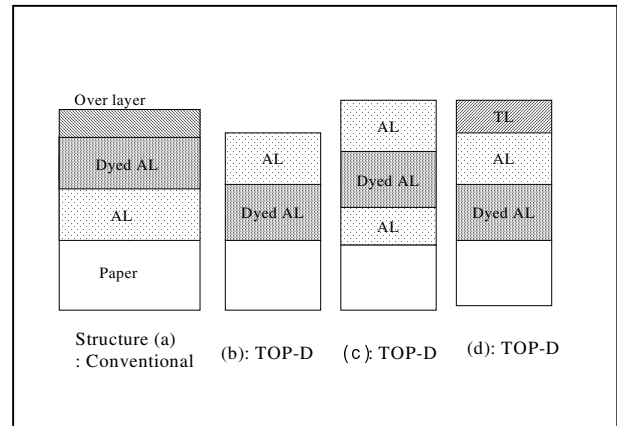 Over layer
Dyed AL
AL
Paper
AL
Dyed AL
AL
Dyed AL
AL
TL
AL
Dyed AL
Structure (a)
: Conventional
(b): TOP-D
(c): TOP-D
(d): TOP-D